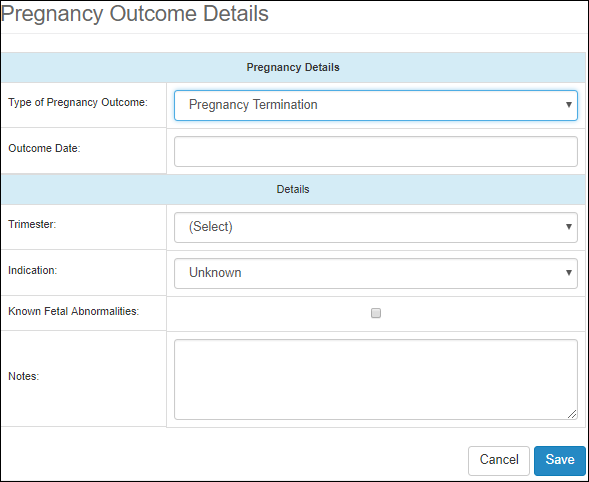 Pregnancy Outcome Details
Pregnancy Details
Type of Pregnancy Outcome: Pregnancy Termination
Outcome Date:
Details
Trimester: (Select)
Indication: Unknown
Known Fetal Abnormalities:
Notes:
Cancel Save